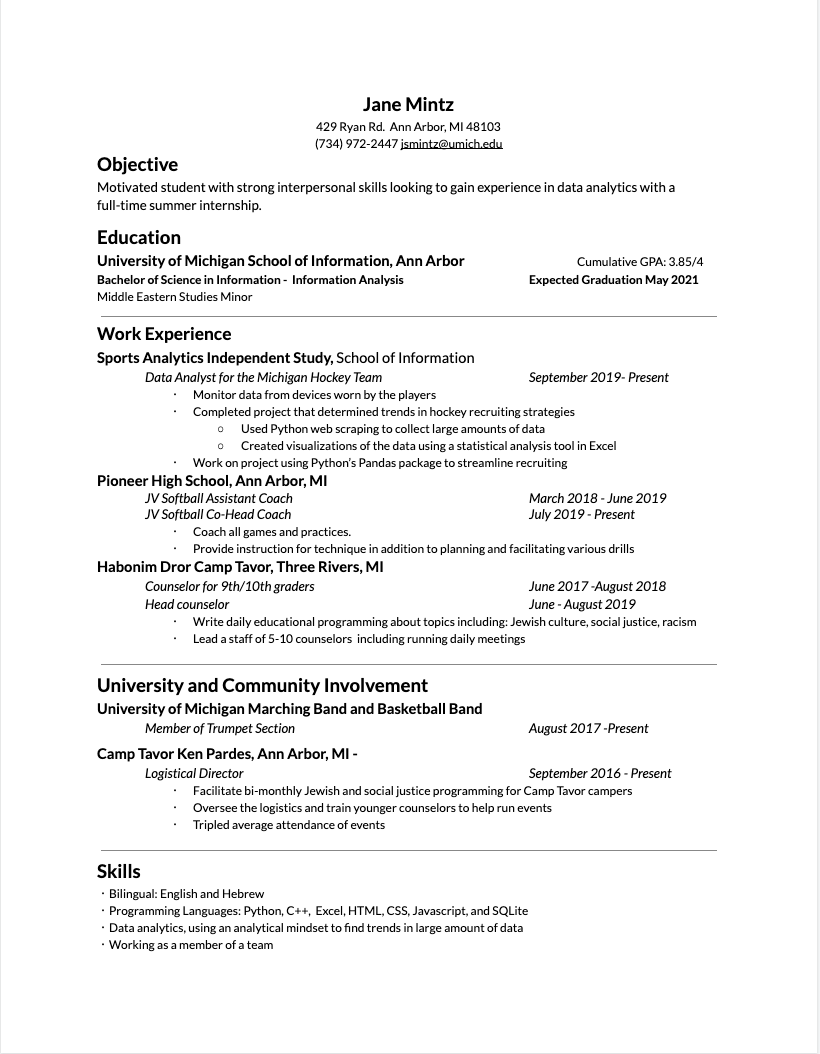 Jane Mintz
429 Ryan Rd.  Ann Arbor, MI 48103
(734) 972-2447 jsmintz@umich.edu
Objective
Motivated student with strong interpersonal skills looking to gain experience in data analytics with a
full-time summer internship.
Education
University of Michigan School of Information, Ann Arbor Cumulative GPA: 3.85/4
Bachelor of Science in Information -  Information Analysis Expected Graduation May 2021
Middle Eastern Studies Minor
Work Experience
Sports Analytics Independent Study, School of Information
Data Analyst for the Michigan Hockey Team September 2019- Present
· Monitor data from devices worn by the players
· Completed project that determined trends in hockey recruiting strategies
○ Used Python web scraping to collect large amounts of data
○ Created visualizations of the data using a statistical analysis tool in Excel
· Work on project using Python's Pandas package to streamline recruiting
Pioneer High School, Ann Arbor, MI
JV Softball Assistant Coach March 2018 - June 2019
JV Softball Co-Head Coach July 2019 - Present
· Coach all games and practices.
· Provide instruction for technique in addition to planning and facilitating various drills
Habonim Dror Camp Tavor, Three Rivers, MI
Counselor for 9th/10th graders June 2017 -August 2018
Head counselor June - August 2019
· Write daily educational programming about topics including: Jewish culture, social justice, racism
· Lead a staff of 5-10 counselors  including running daily meetings
University and Community Involvement
University of Michigan Marching Band and Basketball Band
Member of Trumpet Section August 2017 -Present
Camp Tavor Ken Pardes, Ann Arbor, MI -
Logistical Director September 2016 - Present
· Facilitate bi-monthly Jewish and social justice programming for Camp Tavor campers
· Oversee the logistics and train younger counselors to help run events
· Tripled average attendance of events
Skills
· Bilingual: English and Hebrew
· Programming Languages: Python, C++,  Excel, HTML, CSS, Javascript, and SQLite
· Data analytics, using an analytical mindset to find trends in large amount of data
· Working as a member of a team